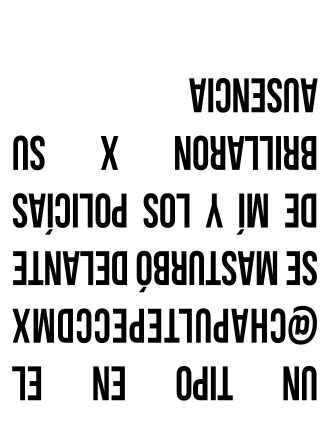 UN TIPO EN EL
@CHAPULTEPECCDMX
SE MASTURBÓ DELANTE
DE MÍ Y LOS POLICÍAS
BRILLARON X SU
AUSENCIA